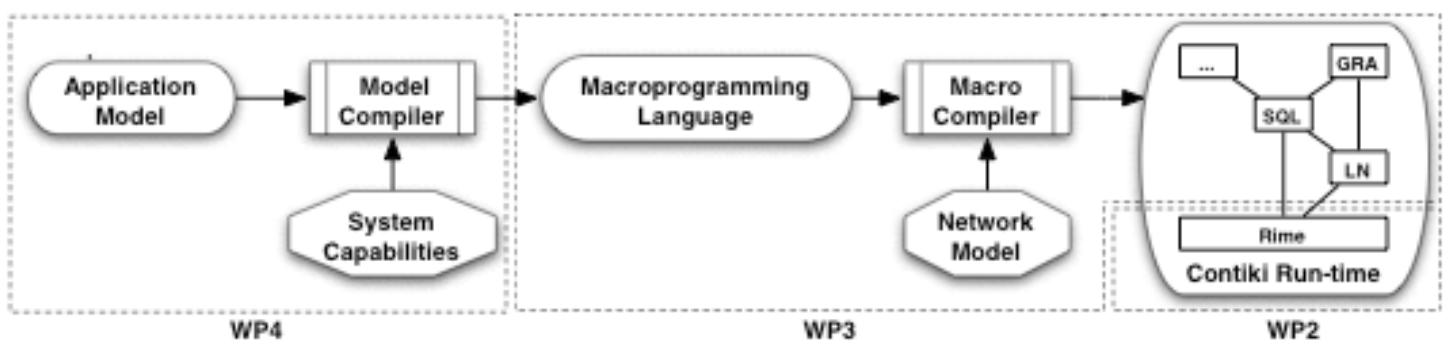 Application
Model
Model
Compiler
System
Capabilities
WP4
Macroprogramming
Language
Macro
Compiler
Network
Model
WP3
...
GRA
SQL
LN
Rime
Contiki Run-time
WP2